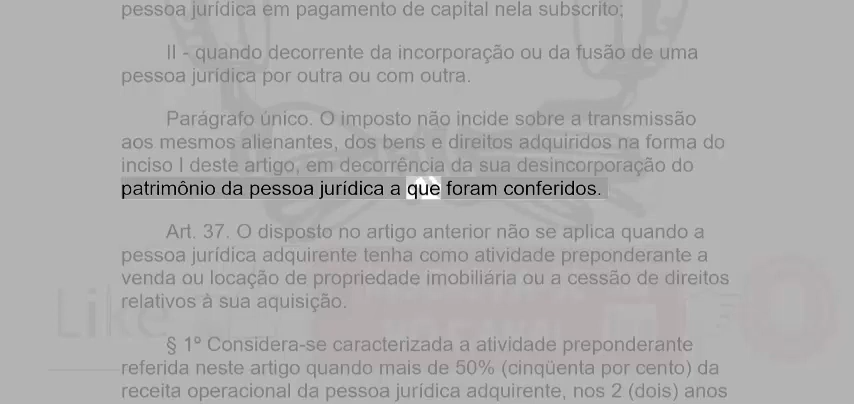 pessoa jurídica em pagamento de capital nela subscrito;
II - quando decorrente da incorporação ou da fusão de uma
pessoa jurídica por outra ou com outra.
Parágrafo único. O imposto não incide sobre a transmissão
aos mesmos alienantes, dos bens e direitos adquiridos na forma do
inciso I deste artigo, em decorrência da sua desincorporação do
patrimônio da pessoa jurídica a que foram conferidos.
Art. 37. O disposto no artigo anterior não se aplica quando a
pessoa jurídica adquirente tenha como atividade preponderante a
venda ou locação de propriedade imobiliária ou a cessão de direitos
relativos à sua aquisição.
Like
§ 1º Considera-se caracterizada a atividade preponderante
referida neste artigo quando mais de 50% (cinqüenta por cento) da
receita operacional da pessoa jurídica adquirente, nos 2 (dois) anos